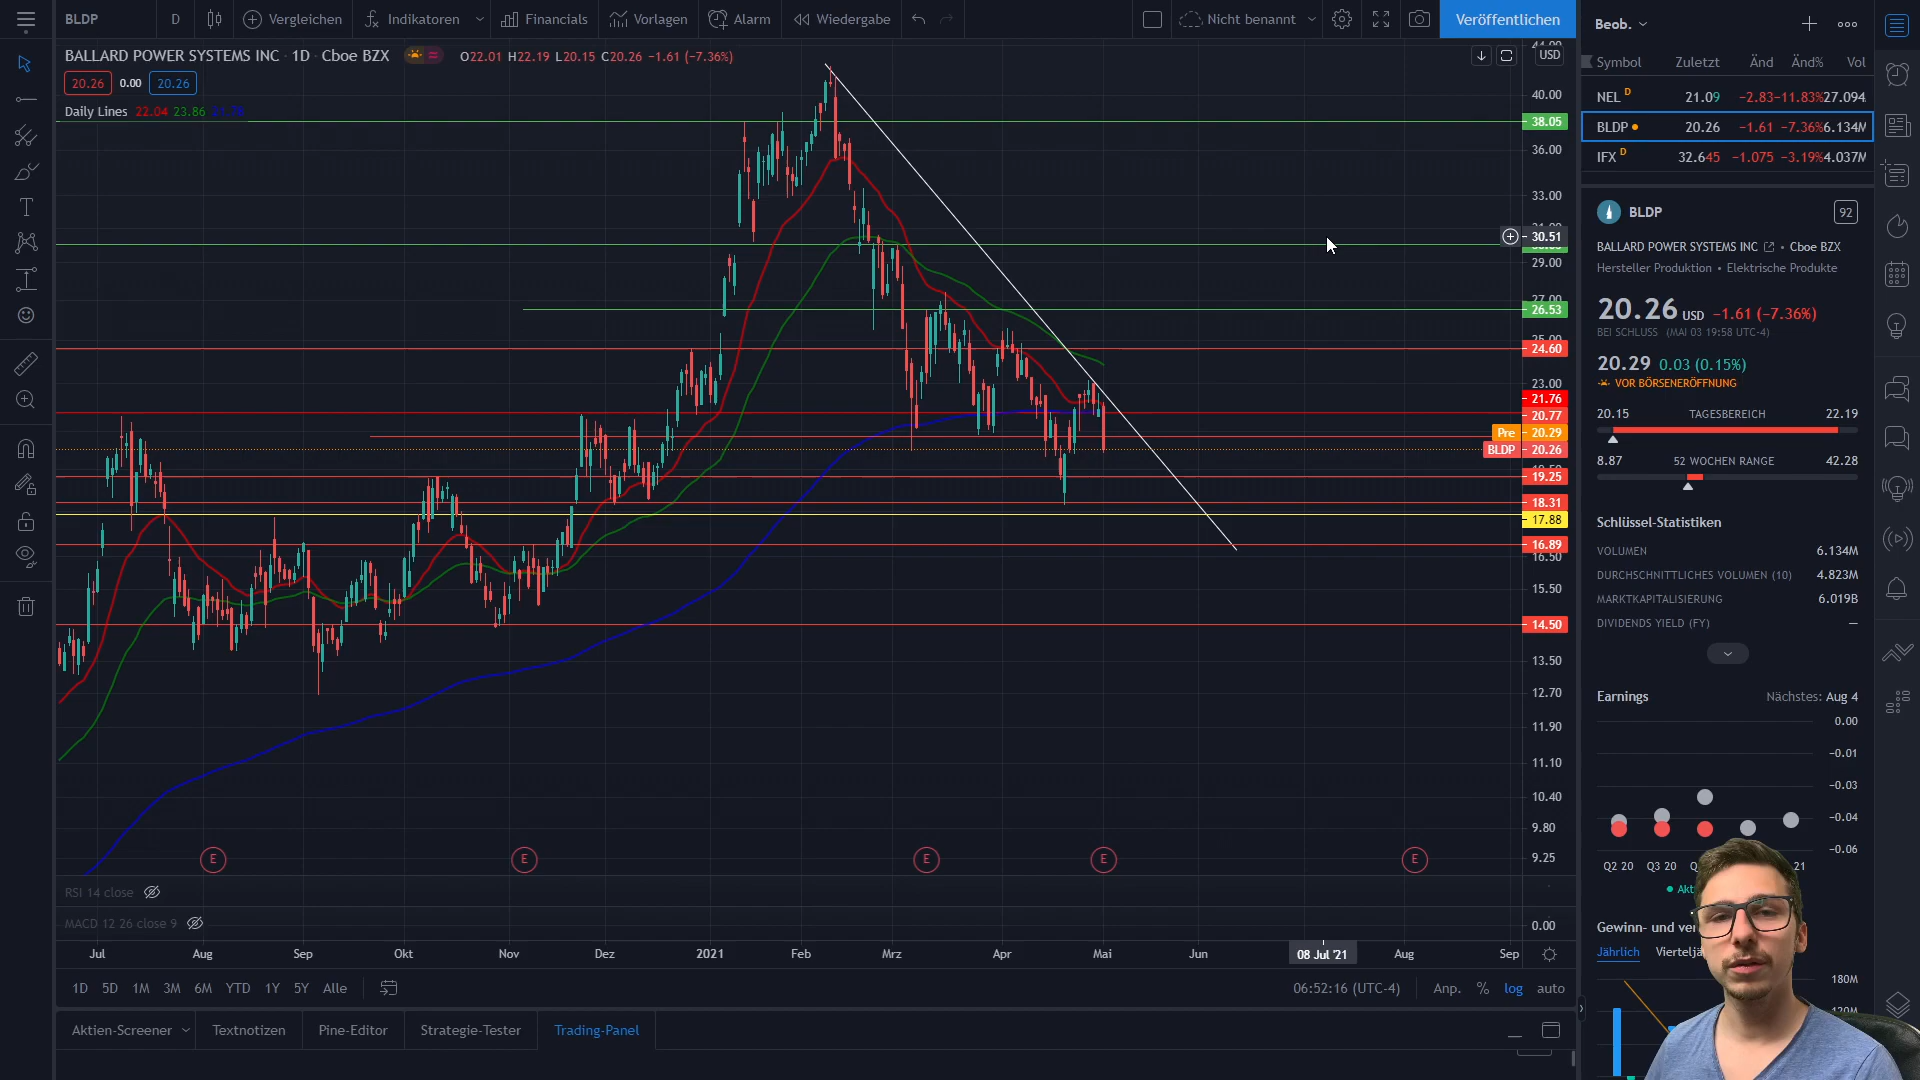 BLDP D Vergleichen Indikatoren Financials Vorlagen Alarm Wiedergabe Nicht benannt Veröffentlichen
BALLARD POWER SYSTEMS INC · 1D · Cboe BZX O22.01 H22.19 L20.15 C20.26 −1.61 (−7.36%)
20.26 0.00 20.26
Daily Lines 22.04 23.86
USD
40.00
38.05
36.00
33.00
30.51
29.00
27.00
26.53
24.60
23.00
21.76
20.77
Pre 20.29
BLDP 20.26
19.25
18.31
17.88
16.89
16.50
15.50
14.50
13.50
12.70
11.90
11.10
10.40
9.80
9.25
E E E E E
RSI 14 close
MACD 12 26 close 9
0.00
Jul Aug Sep Okt Nov Dez 2021 Feb Mrz Apr Mai Jun 08 Jul '21 Aug Sep
1D 5D 1M 3M 6M YTD 1Y 5Y Alle
06:52:16 (UTC-4) Anp. % log auto
Aktien-Screener Textnotizen Pine-Editor Strategie-Tester Trading-Panel
Beob.
Symbol Zuletzt Änd Änd% Vol
NEL D 21.09 −2.83 −11.83% 27.094
BLDP 20.26 −1.61 −7.36% 6.134M
IFX D 32.645 −1.075 −3.19% 4.037M
BLDP 92
BALLARD POWER SYSTEMS INC • Cboe BZX
Hersteller Produktion • Elektrische Produkte
20.26 USD −1.61 (−7.36%)
BEI SCHLUSS (MAI 03 19:58 UTC-4)
20.29 0.03 (0.15%)
VOR BÖRSENERÖFFNUNG
20.15 TAGESBEREICH 22.19
8.87 52 WOCHEN RANGE 42.28
Schlüssel-Statistiken
VOLUMEN 6.134M
DURCHSCHNITTLICHES VOLUMEN (10) 4.823M
MARKTKAPITALISIERUNG 6.019B
DIVIDENDS YIELD (FY) —
Earnings Nächstes: Aug 4
0.00
−0.01
−0.03
−0.04
−0.06
Q2 20 Q3 20 21
Akt
Gewinn- und ver
Jährlich Vierteljä
180M
120M